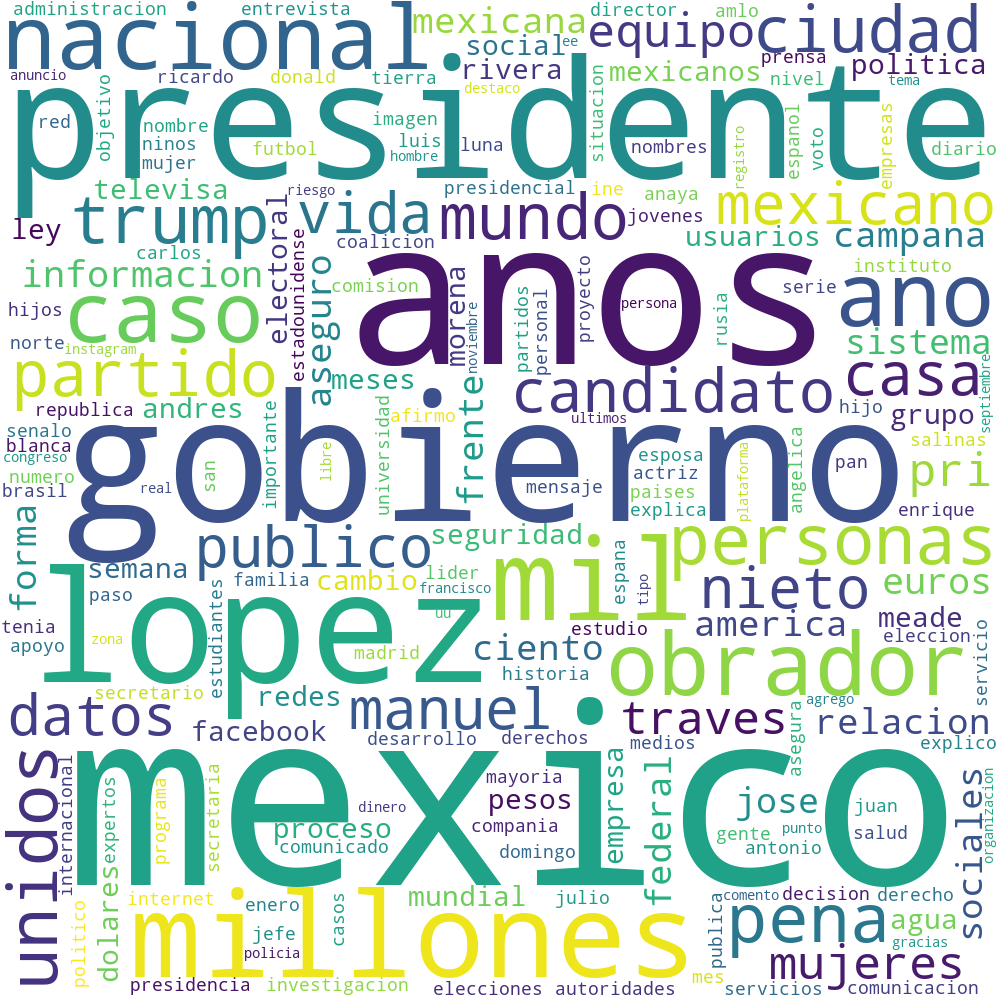 administracion entrevista mexicana director amlo
nacional social ee equipo ciudad
anuncio ricardo donald tierra rivera destaco mexicanos prensa nivel politica tema
presidente
red objetivo nombre ninos mujer futbol imagen luis hombre luna situacion nombres registro espanol voto empresas diario
televisa riesgo presidencial ine anaya mexicano
ley trump vida mundo jovenes usuarios campana
carlos electoral estadounidense coalicion
informacion aseguro comision morena noviembre partidos personal proyecto persona rusia serie instituto ano
hijos caso anos sistema
norte instagram
partido meses candidato casa septiembre
republica andres afirmo frente ultimos hijo grupo
senalo blanca congreso numero importante universidad esposa actriz pan salinas
brasil san real libre gobierno mensaje paises explica plataforma angelica pri enrique
forma publico seguridad personas
semana familia cambio lider francisco mil espana tipo nieto euros
paso estudiantes uu
tenia apoyo zona lopez madrid ciento estudio america meade eleccion servicio
secretario redes historia obrador
datos facebook manuel agrego
unidos desarrollo derechos traves medios asegura relacion explico
internacional expertos programa secretaria mexico dinero mayoria pesos empresa federal jose juan sociales organizacion
dolares proceso comunicado compania domingo gente punto antonio salud
internet millones mundial comento decision derecho
politico enero jefe casos julio publica pena agua gracias
policia mujeres
presidencia investigacion elecciones autoridades mes servicios comunicacion